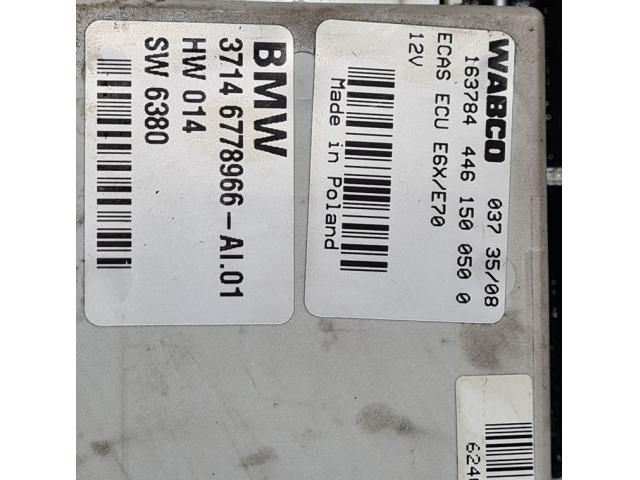 BMW
3714 6778966-AI.01
HW 014
SW 6380
WABCO 037 35/08
163784 446 150 050 0
ECAS ECU E6X/E70
12V
Made in Poland